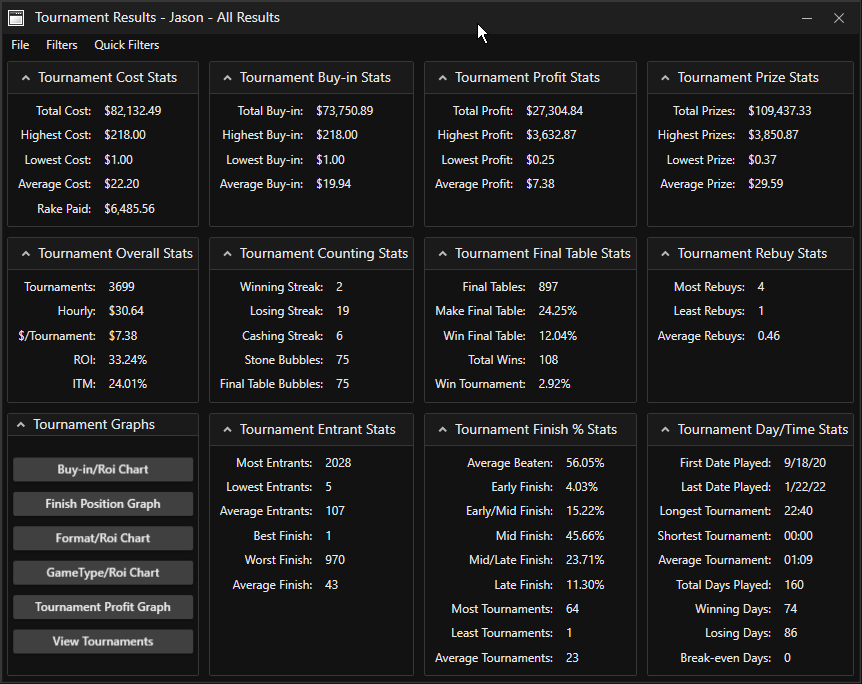 Tournament Results - Jason - All Results
File Filters Quick Filters
Tournament Cost Stats
Total Cost: $82,132.49
Highest Cost: $218.00
Lowest Cost: $1.00
Average Cost: $22.20
Rake Paid: $6,485.56
Tournament Buy-in Stats
Total Buy-in: $73,750.89
Highest Buy-in: $218.00
Lowest Buy-in: $1.00
Average Buy-in: $19.94
Tournament Profit Stats
Total Profit: $27,304.84
Highest Profit: $3,632.87
Lowest Profit: $0.25
Average Profit: $7.38
Tournament Prize Stats
Total Prizes: $109,437.33
Highest Prizes: $3,850.87
Lowest Prize: $0.37
Average Prize: $29.59
Tournament Overall Stats
Tournaments: 3699
Hourly: $30.64
$/Tournament: $7.38
ROI: 33.24%
ITM: 24.01%
Tournament Counting Stats
Winning Streak: 2
Losing Streak: 19
Cashing Streak: 6
Stone Bubbles: 75
Final Table Bubbles: 75
Tournament Final Table Stats
Final Tables: 897
Make Final Table: 24.25%
Win Final Table: 12.04%
Total Wins: 108
Win Tournament: 2.92%
Tournament Rebuy Stats
Most Rebuys: 4
Least Rebuys: 1
Average Rebuys: 0.46
Tournament Graphs
Buy-in/Roi Chart
Finish Position Graph
Format/Roi Chart
GameType/Roi Chart
Tournament Profit Graph
View Tournaments
Tournament Entrant Stats
Most Entrants: 2028
Lowest Entrants: 5
Average Entrants: 107
Best Finish: 1
Worst Finish: 970
Average Finish: 43
Tournament Finish % Stats
Average Beaten: 56.05%
Early Finish: 4.03%
Early/Mid Finish: 15.22%
Mid Finish: 45.66%
Mid/Late Finish: 23.71%
Late Finish: 11.30%
Most Tournaments: 64
Least Tournaments: 1
Average Tournaments: 23
Tournament Day/Time Stats
First Date Played: 9/18/20
Last Date Played: 1/22/22
Longest Tournament: 22:40
Shortest Tournament: 00:00
Average Tournament: 01:09
Total Days Played: 160
Winning Days: 74
Losing Days: 86
Break-even Days: 0